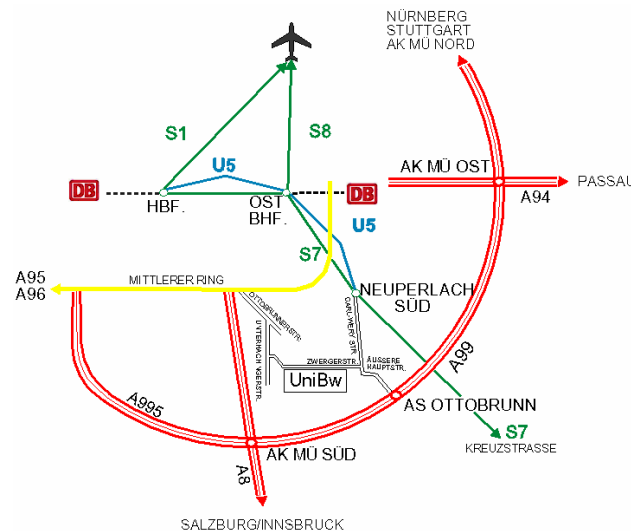 NÜRNBERG
STUTTGART
AK MÜ NORD
S1
S8
U5
AK MÜ OST
DB
HBF.
OST
BHF.
DB
PASSAU
A94
U5
S7
A95
A96
MITTLERER RING
NEUPERLACH
SÜD
OTTOBRUNNERSTR.
CARL-WERY STR.
A99
ZWERGERSTR.
ÄUSSERE
HAUPTSTR.
UniBw
A995
AS OTTOBRUNN
S7
KREUZSTRASSE
AK MÜ SÜD
A8
SALZBURG/INNSBRUCK